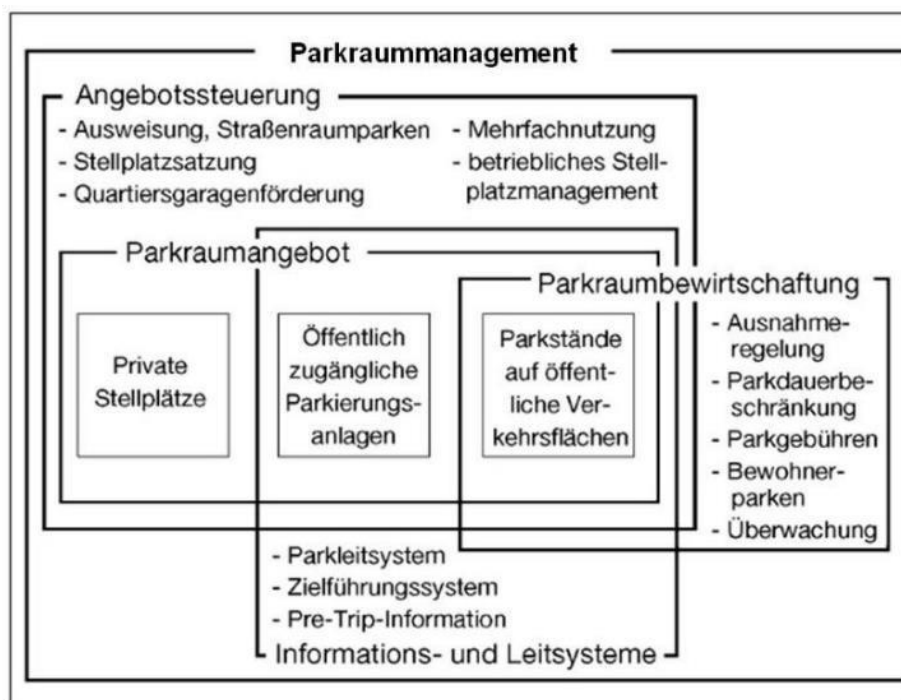 Parkraummanagement
Angebotssteuerung
- Ausweisung, Straßenraumparken
- Stellplatzsatzung
- Quartiersgaragenförderung
- Mehrfachnutzung
- betriebliches Stell-
platzmanagement
Parkraumangebot
Private
Stellplätze
Öffentlich
zugängliche
Parkierungs-
anlagen
Parkstände
auf öffent-
liche Ver-
kehrsflächen
Parkraumbewirtschaftung
- Ausnahme-
regelung
- Parkdauerbe-
schränkung
- Parkgebühren
- Bewohner-
parken
- Überwachung
- Parkleitsystem
- Zielführungssystem
- Pre-Trip-Information
Informations- und Leitsysteme